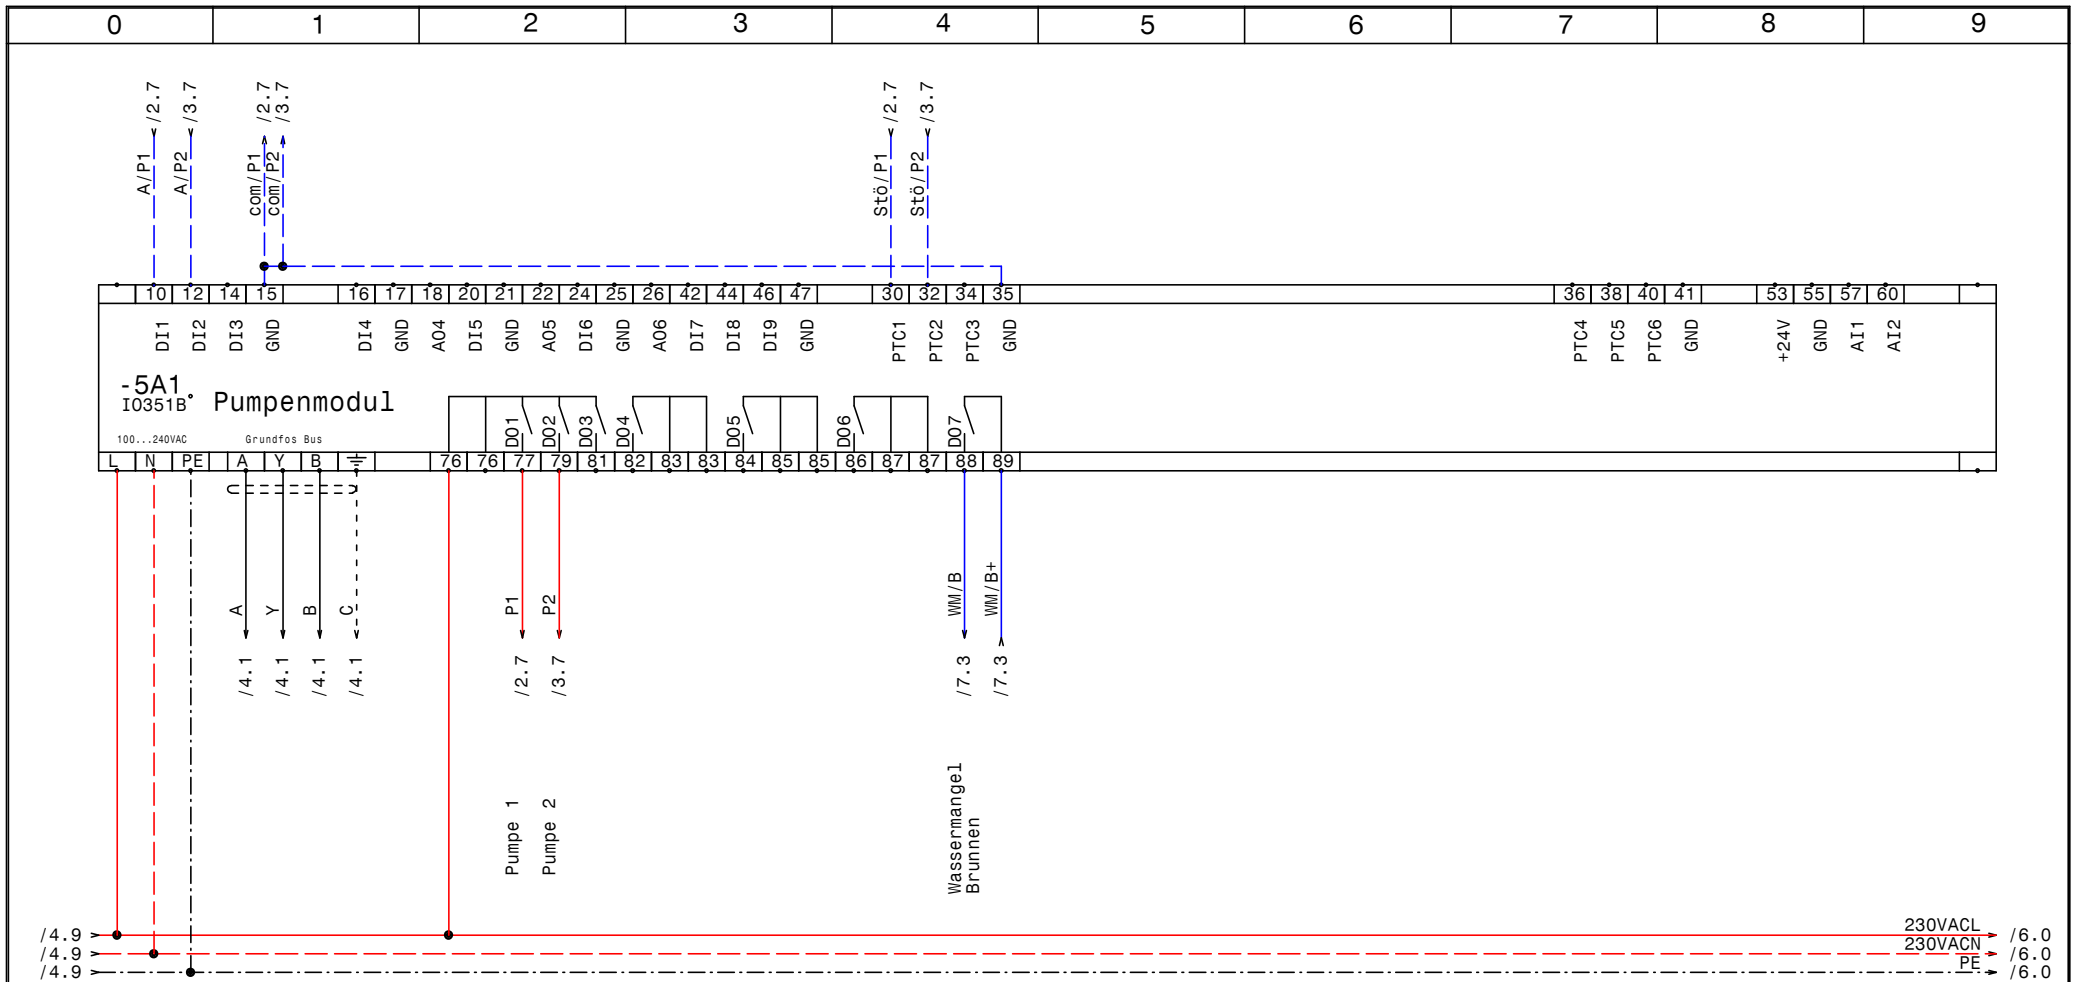 0 1 2 3 4 5 6 7 8 9
/2.7 /3.7 /2.7 /3.7 /2.7 /3.7
A/P1 A/P2 com/P1 com/P2 Stö/P1 Stö/P2
10 12 14 15 16 17 18 20 21 22 24 25 26 42 44 46 47 30 32 34 35 36 38 40 41 53 55 57 60
DI1 DI2 DI3 GND DI4 GND AO4 DI5 GND AO5 DI6 GND AO6 DI7 DI8 DI9 GND PTC1 PTC2 PTC3 GND PTC4 PTC5 PTC6 GND +24V GND AI1 AI2
-5A1
IO351B° Pumpenmodul
DO1 DO2 DO3 DO4 DO5 DO6 DO7
100...240VAC Grundfos Bus
L N PE A Y B 76 76 77 79 81 82 83 83 84 85 85 86 87 87 88 89
A Y B C P1 P2 WM/B WM/B+
/4.1 /4.1 /4.1 /4.1 /2.7 /3.7 /7.3 /7.3
Pumpe 1
Pumpe 2
Wassermangel
Brunnen
/4.9 230VACL /6.0
/4.9 230VACN /6.0
/4.9 PE /6.0